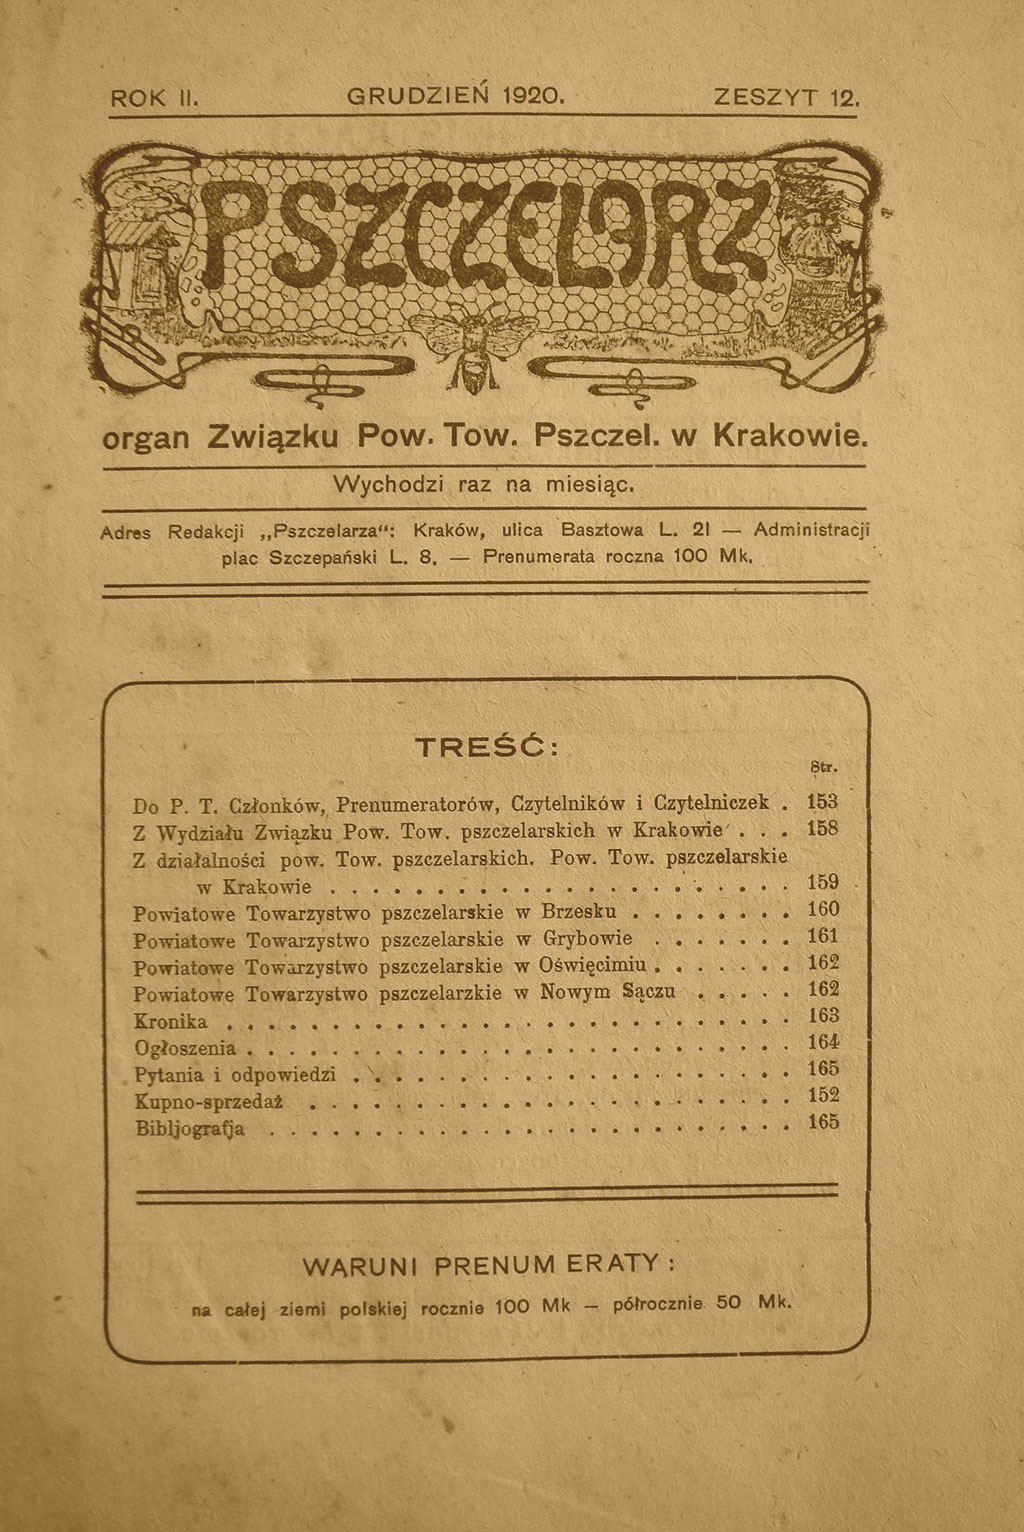 ROK II. GRUDZIEŃ 1920. ZESZYT 12.
PSZCZELARZ
organ Związku Pow. Tow. Pszczel. w Krakowie.
Wychodzi raz na miesiąc.
Adres Redakcji „Pszczelarza“: Kraków, ulica Basztowa L. 21 — Administracji
plac Szczepański L. 8. — Prenumerata roczna 100 Mk.
TREŚĆ:
Str.
Do P. T. Członków, Prenumeratorów, Czytelników i Czytelniczek . 153
Z Wydziału Związku Pow. Tow. pszczelarskich w Krakowie . . . 158
Z działalności pow. Tow. pszczelarskich. Pow. Tow. pszczelarskie
w Krakowie . . . . . . . . . . . . . . . . . . . . . . 159
Powiatowe Towarzystwo pszczelarskie w Brzesku . . . . . . . . 160
Powiatowe Towarzystwo pszczelarskie w Grybowie . . . . . . . 161
Powiatowe Towarzystwo pszczelarskie w Oświęcimiu . . . . . . . 162
Powiatowe Towarzystwo pszczelarzkie w Nowym Sączu . . . . . 162
Kronika . . . . . . . . . . . . . . . . . . . . . . . . . . . 163
Ogłoszenia . . . . . . . . . . . . . . . . . . . . . . . . . . 164
Pytania i odpowiedzi . . . . . . . . . . . . . . . . . . . . . 165
Kupno-sprzedaż . . . . . . . . . . . . . . . . . . . . . . . 152
Bibljografja . . . . . . . . . . . . . . . . . . . . . . . . . 165
WARUNI PRENUM ERATY :
na całej ziemi polskiej rocznie 100 Mk — półrocznie 50 Mk.